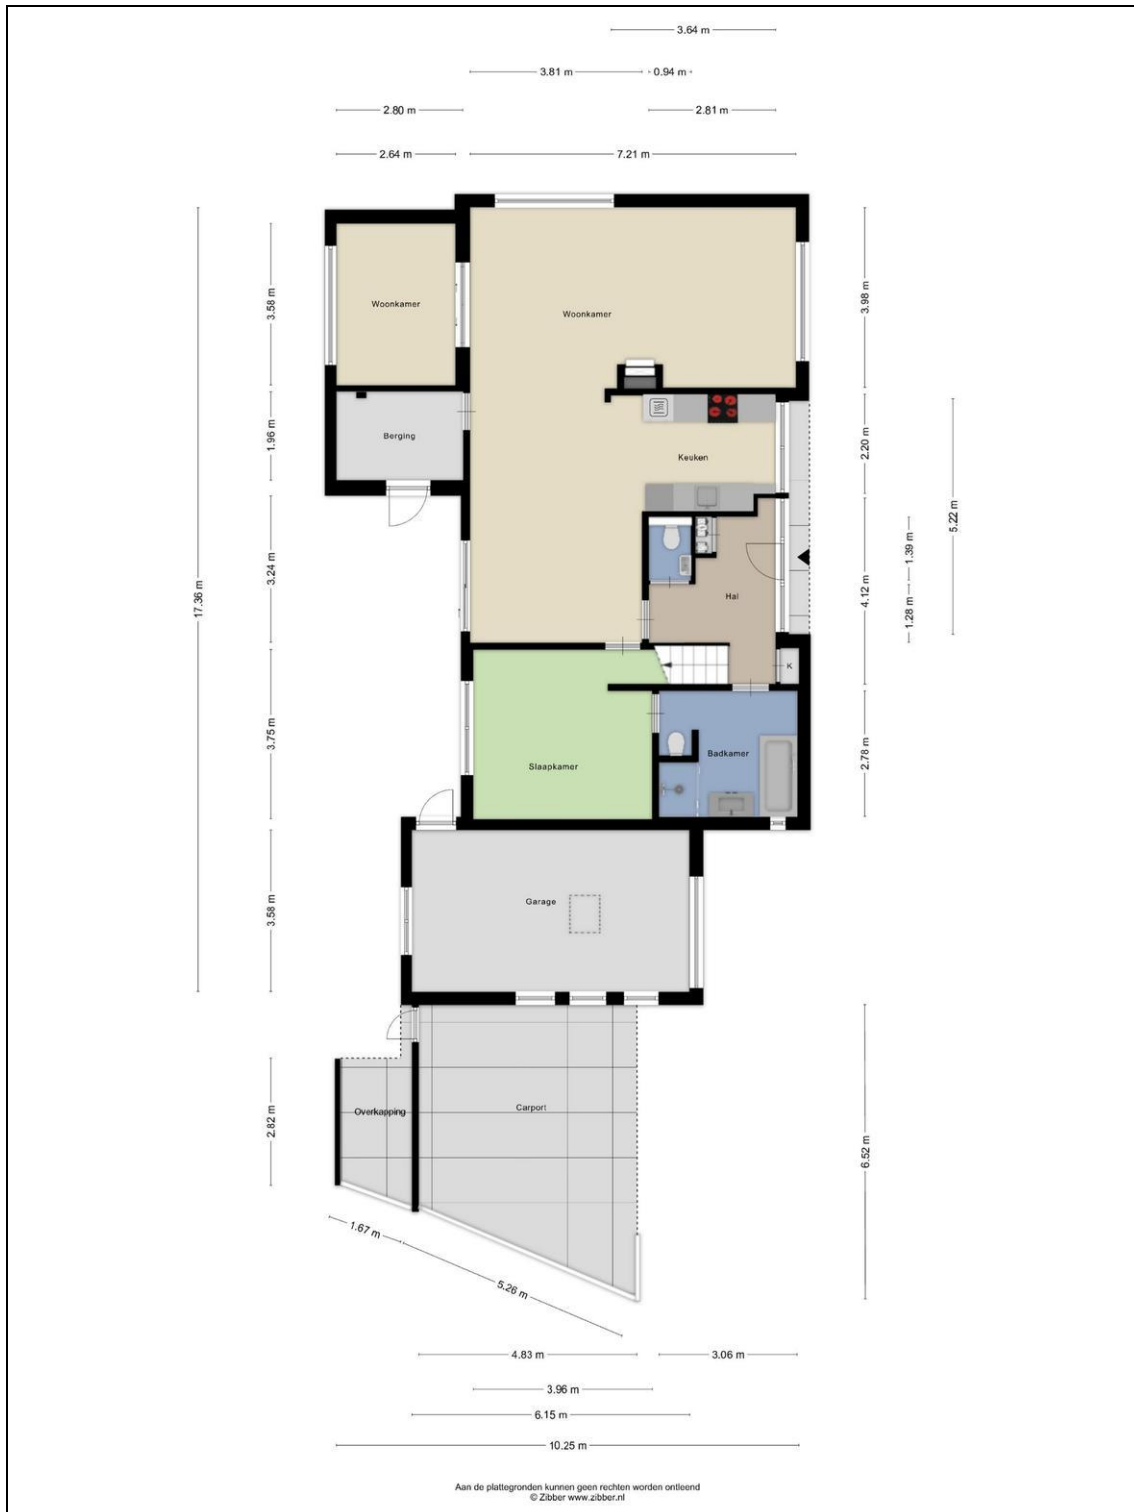 3.64 m
3.81 m
0.94 m
2.80 m
2.81 m
2.64 m
7.21 m
3.58 m
3.98 m
Woonkamer
Woonkamer
1.96 m
Berging
Keuken
2.20 m
5.22 m
17.36 m
3.24 m
Hal
4.12 m
1.39 m
1.28 m
K
3.75 m
Slaapkamer
Badkamer
2.78 m
3.58 m
Garage
2.82 m
Overkapping
Carport
6.52 m
1.67 m
5.26 m
4.83 m
3.06 m
3.96 m
6.15 m
10.25 m
Aan de plattegronden kunnen geen rechten worden ontleend
© Zibber www.zibber.nl